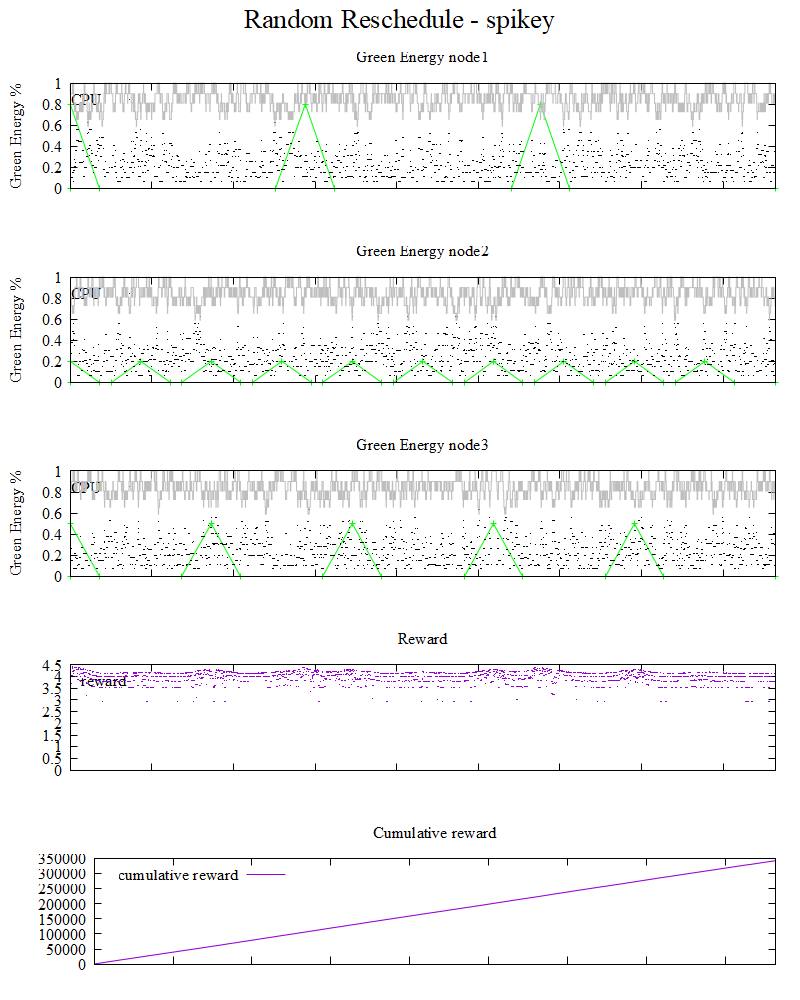 Random Reschedule - spikey
Green Energy node1
Green Energy %
1
0.8
0.6
0.4
0.2
0
CPU
Green Energy node2
Green Energy %
1
0.8
0.6
0.4
0.2
0
CPU
Green Energy node3
Green Energy %
1
0.8
0.6
0.4
0.2
0
CPU
Reward
4.5
4
3.5
3
2.5
2
1.5
1
0.5
0
reward
Cumulative reward
350000
300000
250000
200000
150000
100000
50000
0
cumulative reward